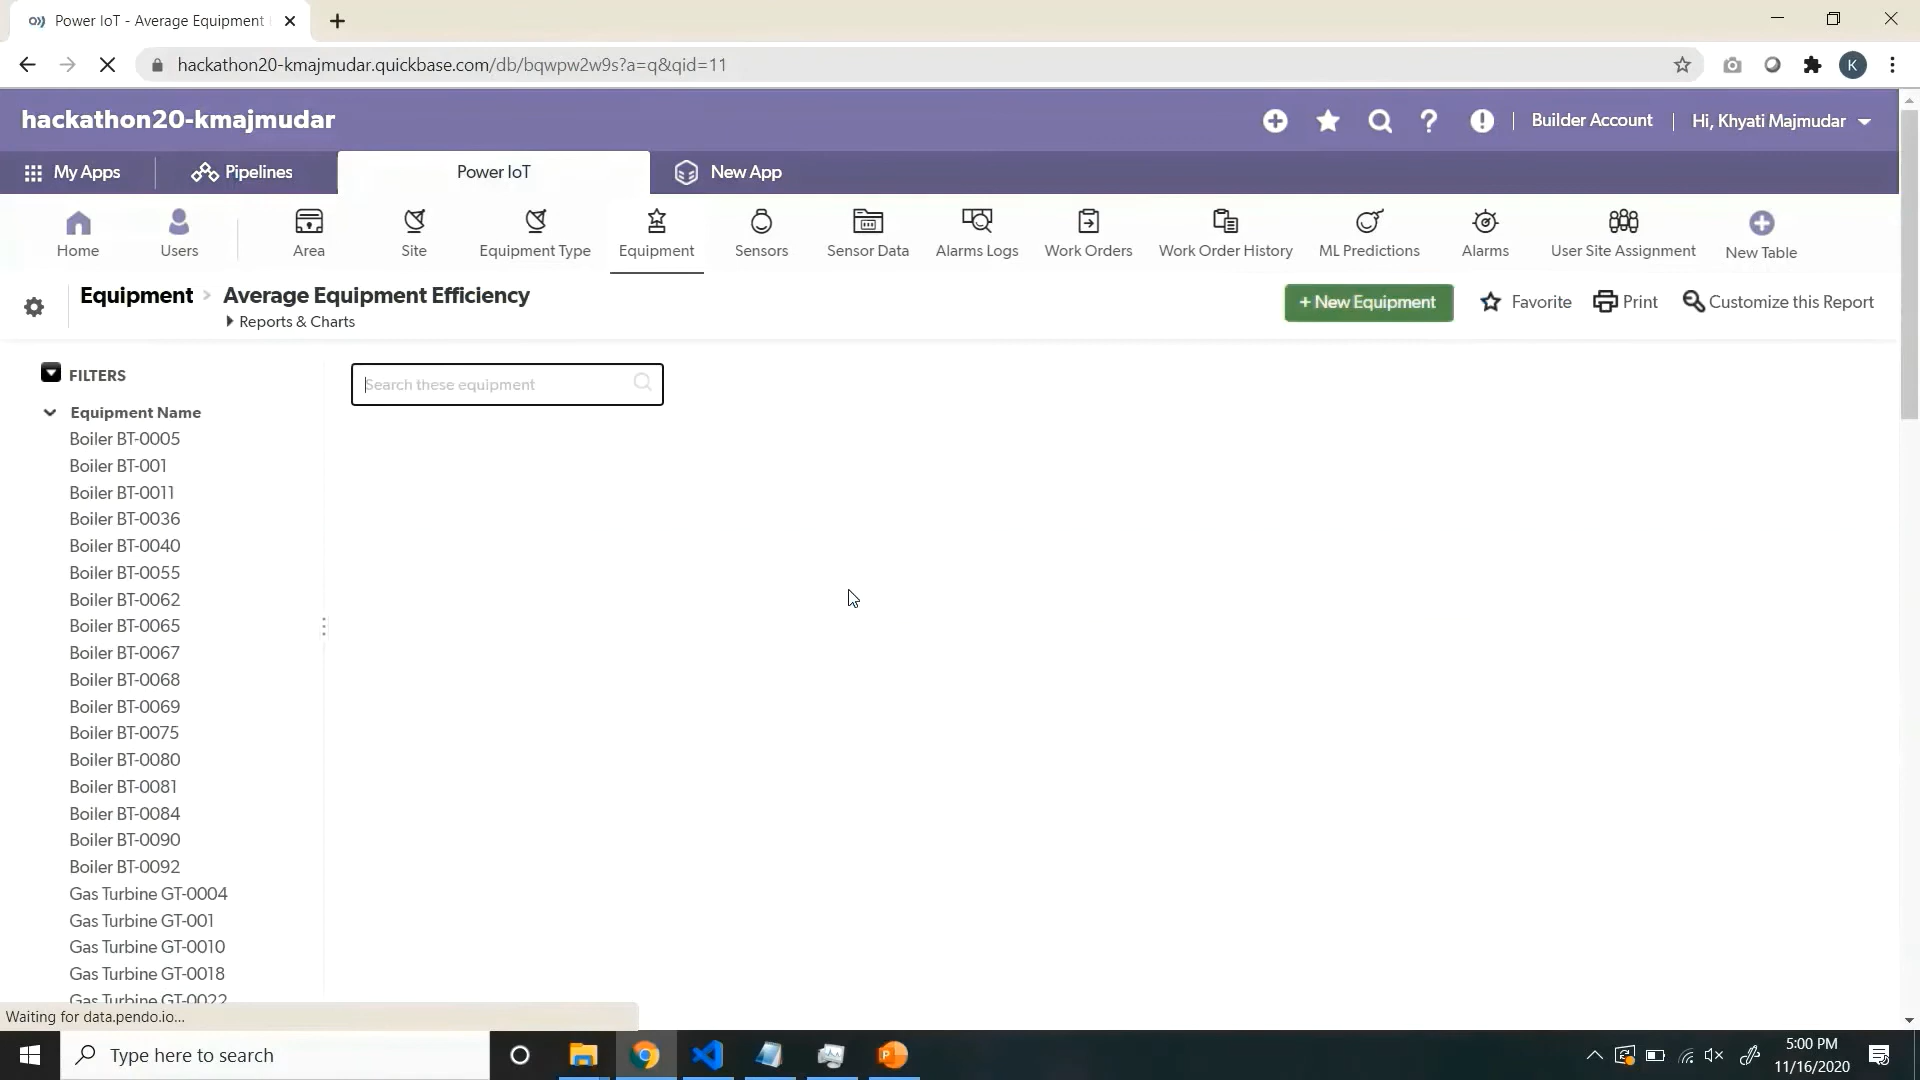 Power IoT - Average Equipment
hackathon20-kmajmudar.quickbase.com/db/bqwpw2w9s?a=q&qid=11
K
hackathon20-kmajmudar
Builder Account
Hi, Khyati Majmudar
My Apps
Pipelines
Power IoT
New App
Home
Users
Area
Site
Equipment Type
Equipment
Sensors
Sensor Data
Alarms Logs
Work Orders
Work Order History
ML Predictions
Alarms
User Site Assignment
New Table
Equipment > Average Equipment Efficiency
Reports & Charts
+ New Equipment
Favorite
Print
Customize this Report
FILTERS
Search these equipment
Equipment Name
Boiler BT-0005
Boiler BT-001
Boiler BT-0011
Boiler BT-0036
Boiler BT-0040
Boiler BT-0055
Boiler BT-0062
Boiler BT-0065
Boiler BT-0067
Boiler BT-0068
Boiler BT-0069
Boiler BT-0075
Boiler BT-0080
Boiler BT-0081
Boiler BT-0084
Boiler BT-0090
Boiler BT-0092
Gas Turbine GT-0004
Gas Turbine GT-001
Gas Turbine GT-0010
Gas Turbine GT-0018
Gas Turbine GT-0022
Waiting for data.pendo.io...
Type here to search
5:00 PM
11/16/2020